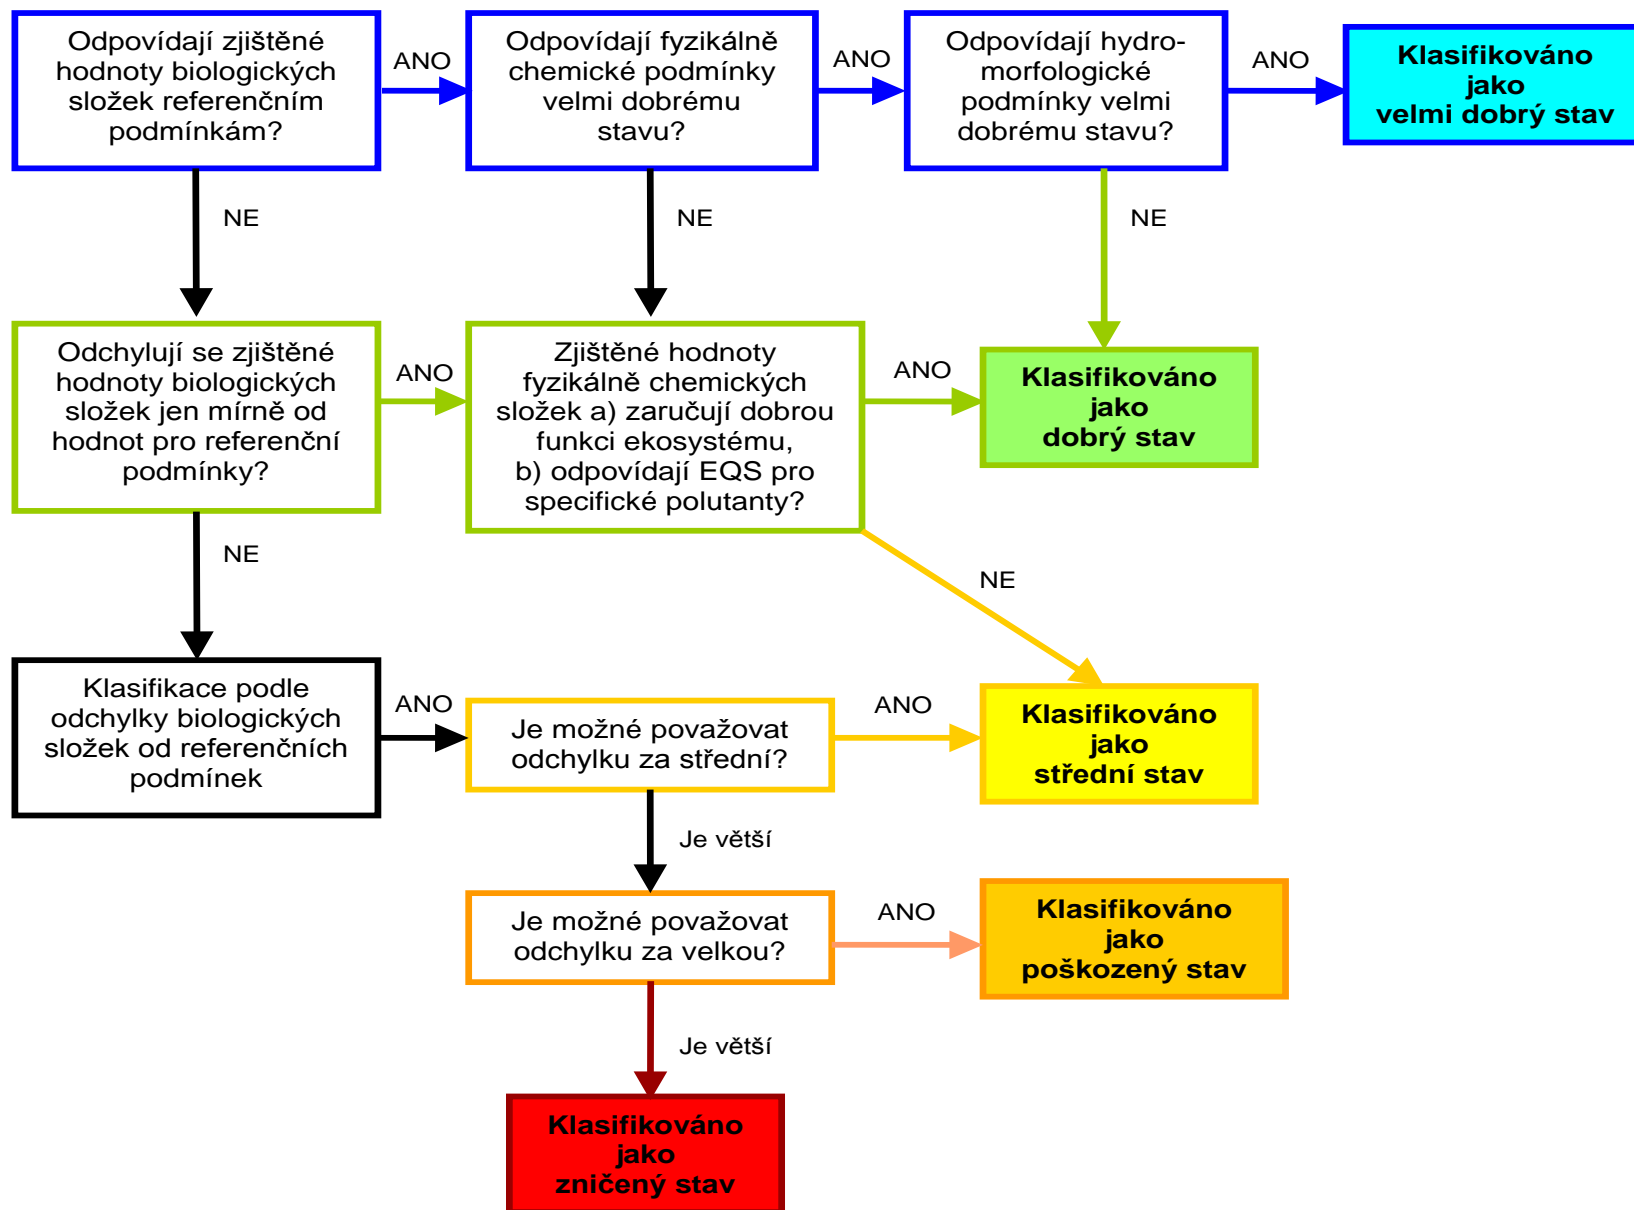 Odpovídají zjištěné
hodnoty biologických
složek referenčním
podmínkám?
ANO
Odpovídají fyzikálně
chemické podmínky
velmi dobrému
stavu?
ANO
Odpovídají hydro-
morfologické
podmínky velmi
dobrému stavu?
ANO
Klasifikováno
jako
velmi dobrý stav
NE
NE
NE
Odchylují se zjištěné
hodnoty biologických
složek jen mírně od
hodnot pro referenční
podmínky?
ANO
Zjištěné hodnoty
fyzikálně chemických
složek a) zaručují dobrou
funkci ekosystému,
b) odpovídají EQS pro
specifické polutanty?
ANO
Klasifikováno
jako
dobrý stav
NE
NE
Klasifikace podle
odchylky biologických
složek od referenčních
podmínek
ANO
Je možné považovat
odchylku za střední?
ANO
Klasifikováno
jako
střední stav
Je větší
Je možné považovat
odchylku za velkou?
ANO
Klasifikováno
jako
poškozený stav
Je větší
Klasifikováno
jako
zničený stav